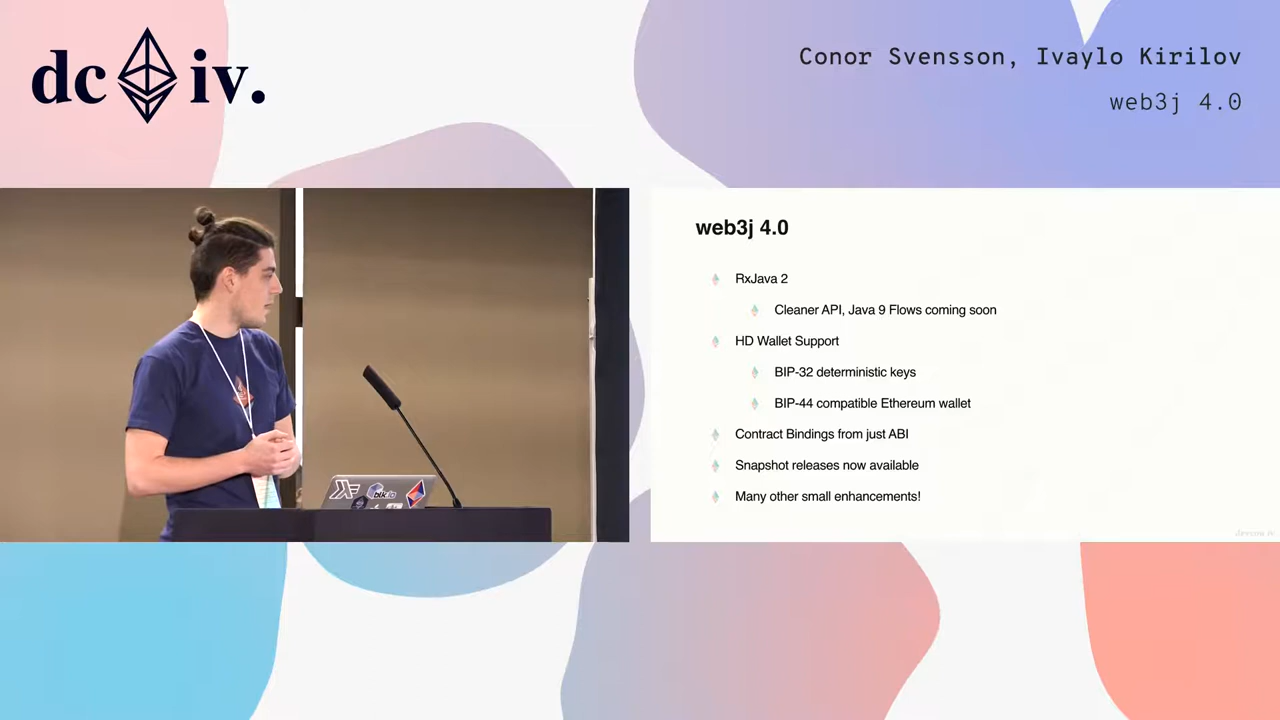 dc iv.
Conor Svensson, Ivaylo Kirilov
web3j 4.0
web3j 4.0
RxJava 2
Cleaner API, Java 9 Flows coming soon
HD Wallet Support
BIP-32 deterministic keys
BIP-44 compatible Ethereum wallet
Contract Bindings from just ABI
Snapshot releases now available
Many other small enhancements!
devcon iv